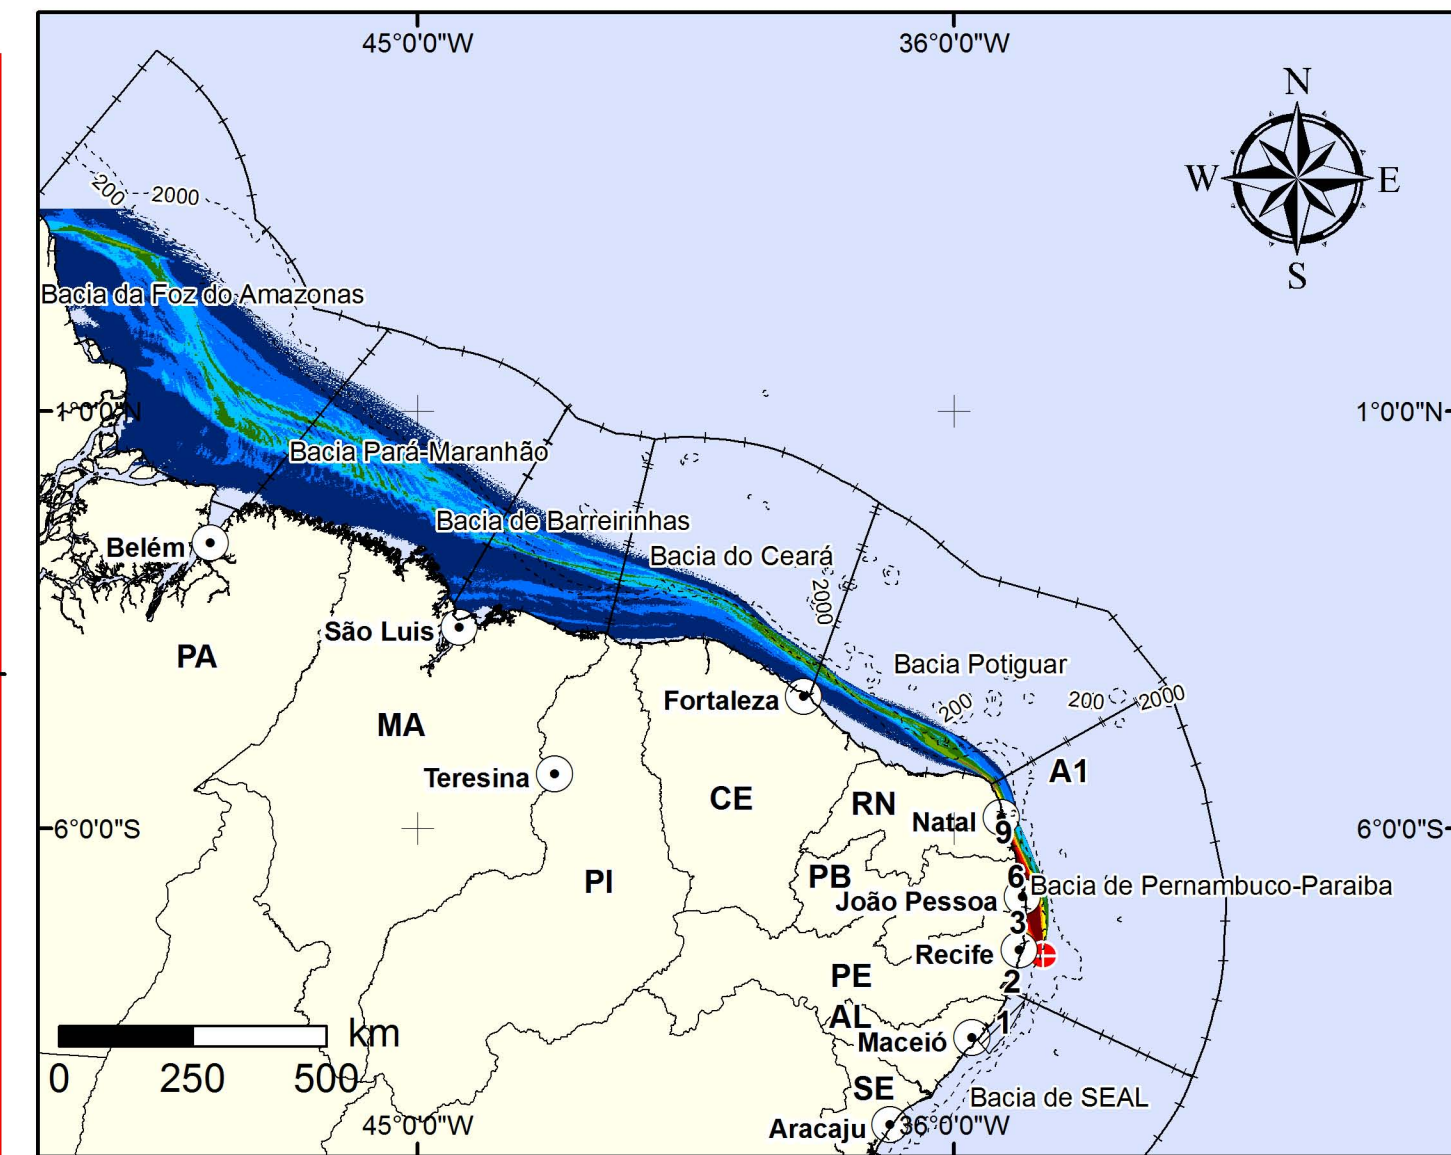 45°0'0"W
36°0'0"W
N
W
E
S
200
2000
Bacia da Foz do Amazonas
1°0'0"N
1°0'0"N
Bacia Pará-Maranhão
Bacia de Barreirinhas
Belém
Bacia do Ceará
2000
São Luis
PA
Bacia Potiguar
Fortaleza
200
200
2000
MA
Teresina
A1
CE
RN
Natal
6°0'0"S
9
6°0'0"S
PI
PB
6
Bacia de Pernambuco-Paraiba
João Pessoa
3
Recife
PE
2
AL
1
km
Maceió
0
250
500
SE
Bacia de SEAL
45°0'0"W
Aracaju
36°0'0"W